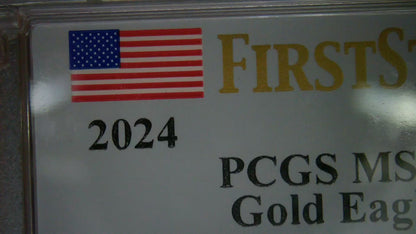 FIRSTST
2024
PCGS MS
Gold Eag